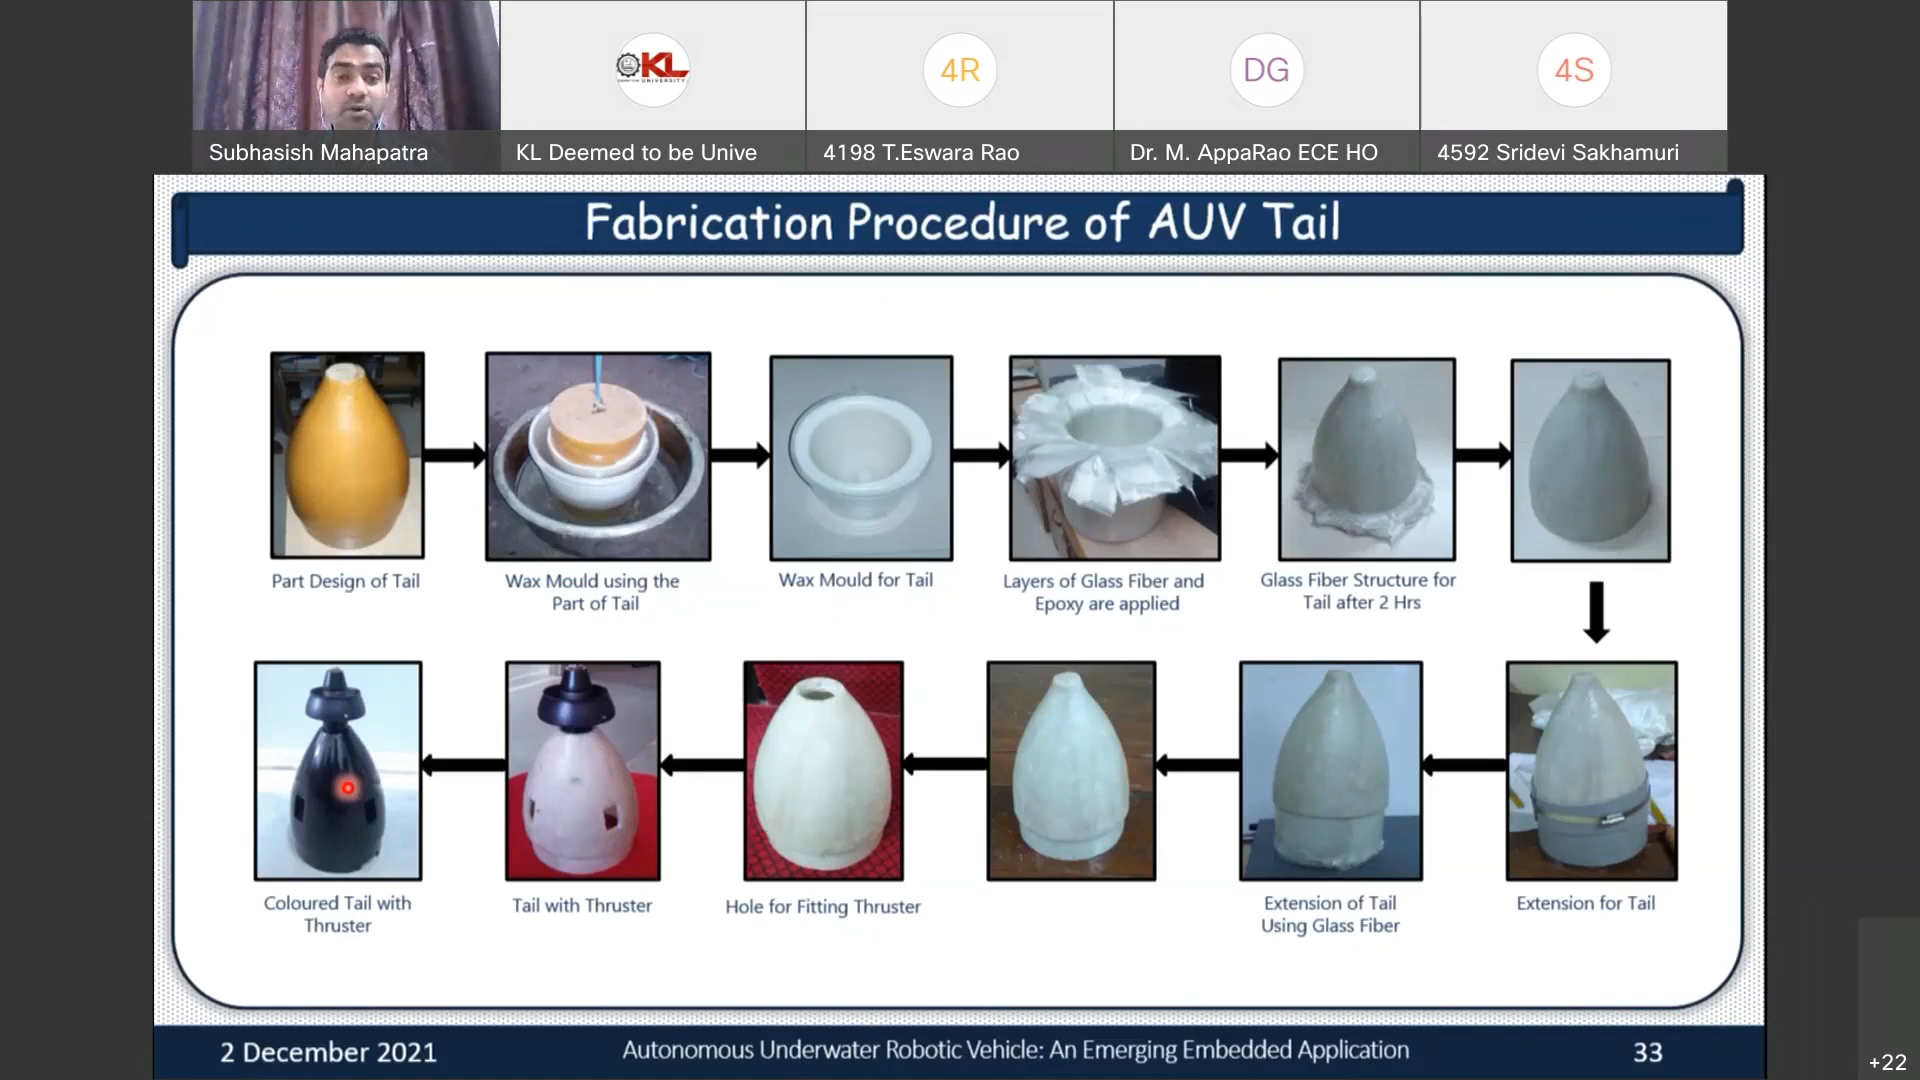 KL
UNIVERSITY
4R
DG
4S
Subhasish Mahapatra
KL Deemed to be Unive
4198 T.Eswara Rao
Dr. M. AppaRao ECE HO
4592 Sridevi Sakhamuri
Fabrication Procedure of AUV Tail
Part Design of Tail
Wax Mould using the
Part of Tail
Wax Mould for Tail
Layers of Glass Fiber and
Epoxy are applied
Glass Fiber Structure for
Tail after 2 Hrs
Coloured Tail with
Thruster
Tail with Thruster
Hole for Fitting Thruster
Extension of Tail
Using Glass Fiber
Extension for Tail
2 December 2021
Autonomous Underwater Robotic Vehicle: An Emerging Embedded Application
33
+22